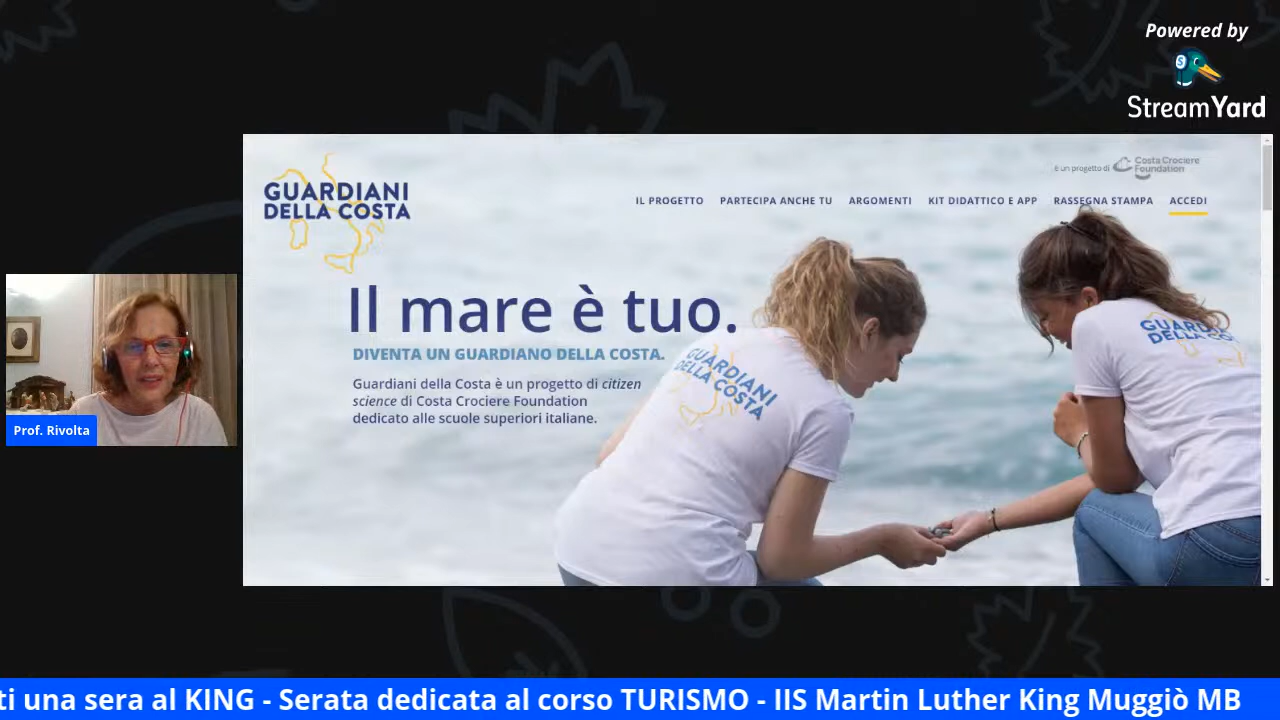 Powered by
StreamYard
GUARDIANI
DELLA COSTA
è un progetto di Costa Crociere
Foundation
IL PROGETTO PARTECIPA ANCHE TU ARGOMENTI KIT DIDATTICO E APP RASSEGNA STAMPA ACCEDI
Il mare è tuo.
DIVENTA UN GUARDIANO DELLA COSTA.
Guardiani della Costa è un progetto di citizen
science di Costa Crociere Foundation
dedicato alle scuole superiori italiane.
GUARDIANI
DELLA COSTA
GUARDIANI
DELLA CO
Prof. Rivolta
ti una sera al KING - Serata dedicata al corso TURISMO - IIS Martin Luther King Muggiò MB